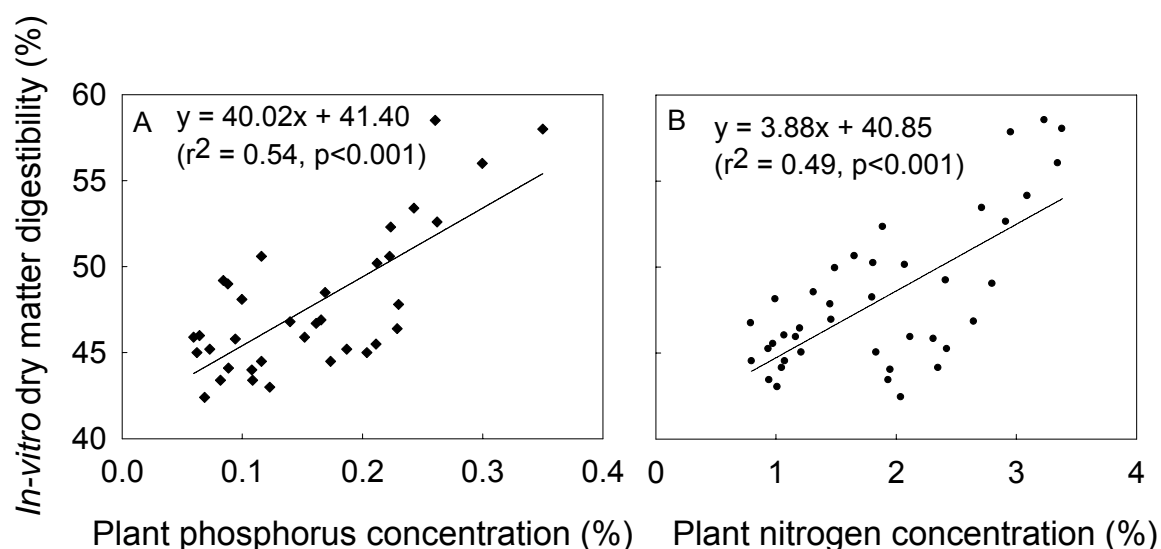 In-vitro dry matter digestibility (%)
60
55
50
45
40
A
y = 40.02x + 41.40
(r2 = 0.54, p<0.001)
0.0 0.1 0.2 0.3 0.4
Plant phosphorus concentration (%)
B
y = 3.88x + 40.85
(r2 = 0.49, p<0.001)
0 1 2 3 4
Plant nitrogen concentration (%)